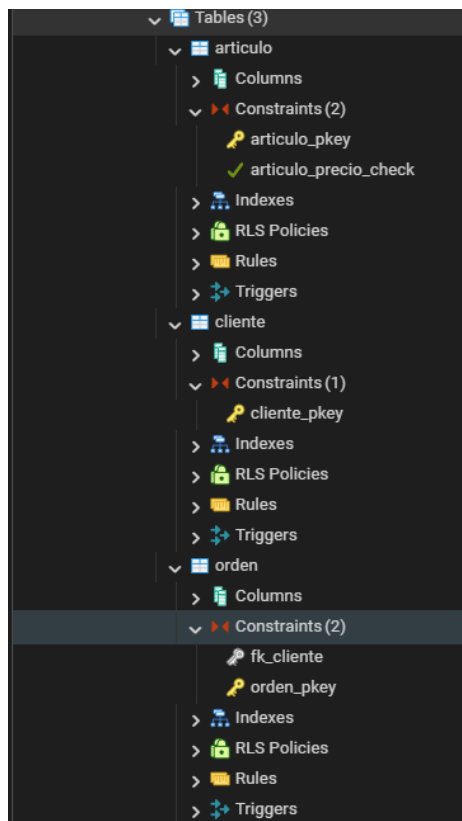 Tables (3)
articulo
Columns
Constraints (2)
articulo_pkey
articulo_precio_check
Indexes
RLS Policies
Rules
Triggers
cliente
Columns
Constraints (1)
cliente_pkey
Indexes
RLS Policies
Rules
Triggers
orden
Columns
Constraints (2)
fk_cliente
orden_pkey
Indexes
RLS Policies
Rules
Triggers